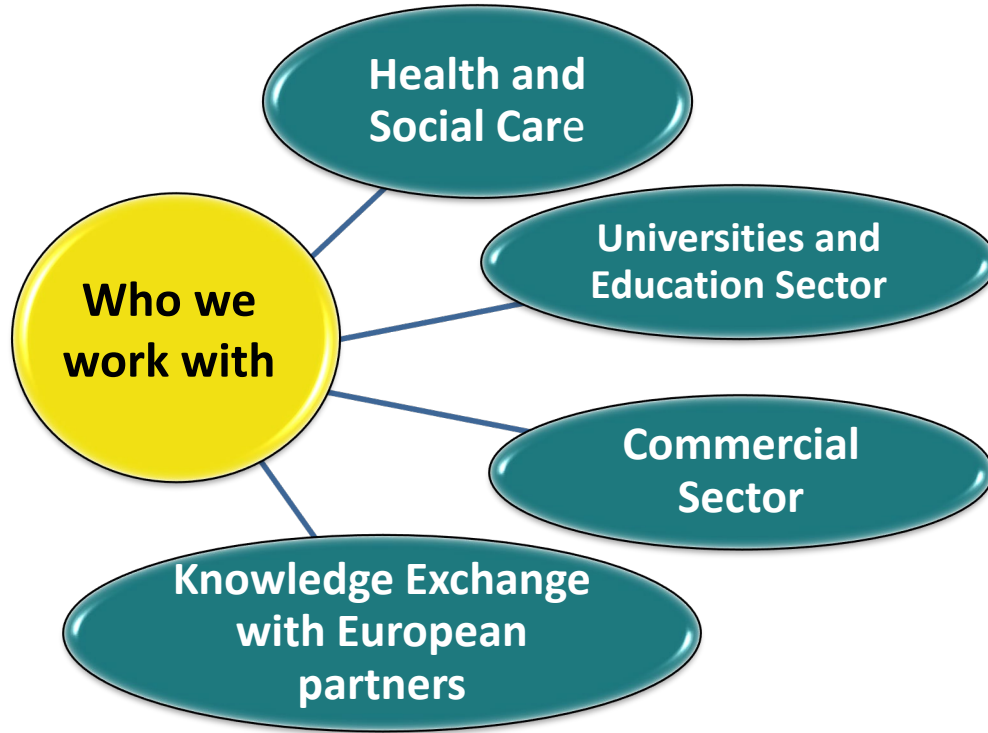 Health and
Social Care
Universities and
Education Sector
Who we
work with
Commercial
Sector
Knowledge Exchange
with European
partners